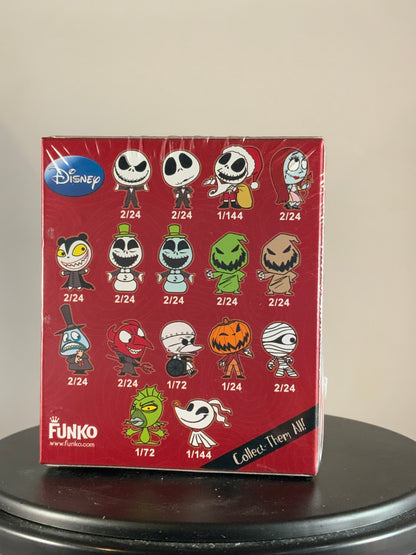 Disney
2/24 2/24 1/144 2/24
2/24 2/24 2/24 2/24 2/24
2/24 2/24 1/72 1/24 2/24
FUNKO
www.funko.com
1/72 1/144
Collect Them All!